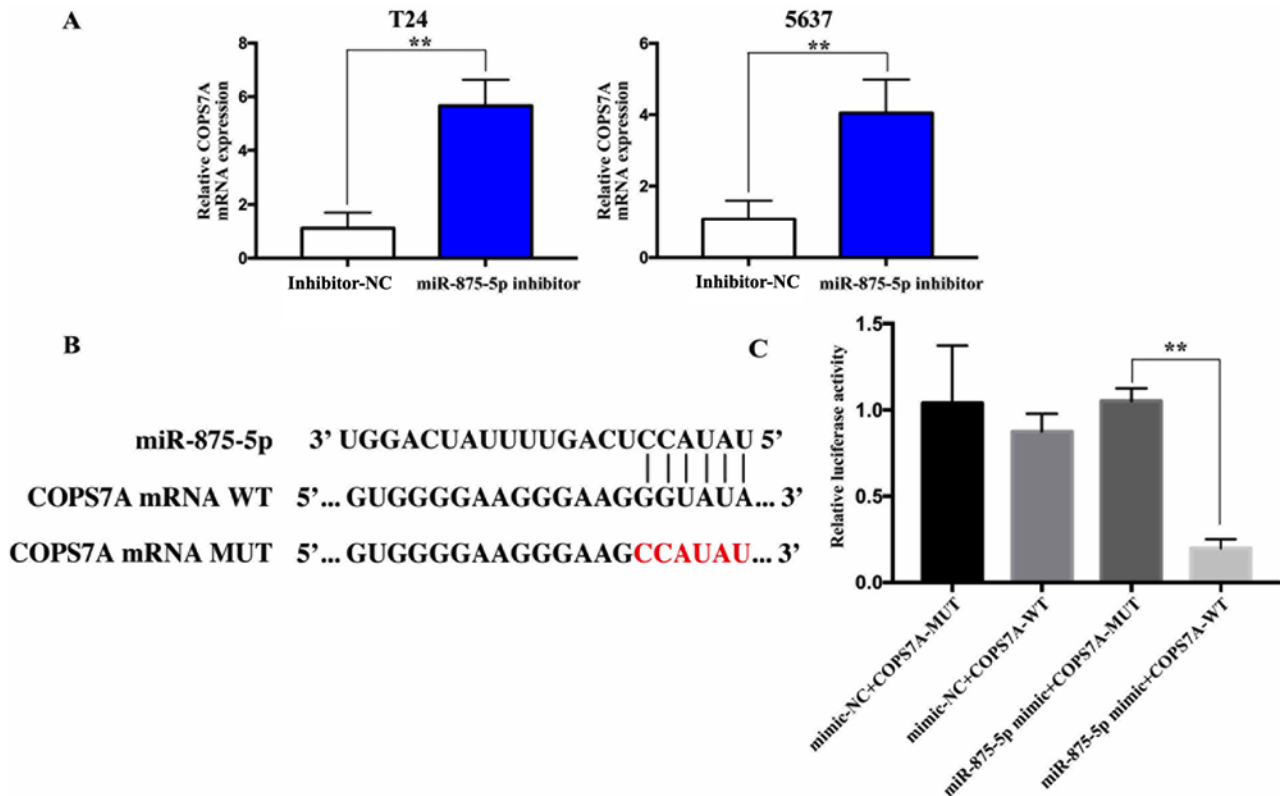 A
T24
**
8
6
4
2
0
Relative COPS7A
mRNA expression
Inhibitor-NC
miR-875-5p inhibitor
5637
**
6
4
2
0
Relative COPS7A
mRNA expression
Inhibitor-NC
miR-875-5p inhibitor
B
miR-875-5p 3’ UGGACUAUUUUGACUCCAUAU 5’
COPS7A mRNA WT 5’... GUGGGGAAGGGAAGGGUAUA... 3’
COPS7A mRNA MUT 5’... GUGGGGAAGGGAAGCCAUAU... 3’
C
1.5
1.0
0.5
0.0
Relative luciferase activity
**
mimic-NC+COPS7A-MUT
mimic-NC+COPS7A-WT
miR-875-5p mimic+COPS7A-MUT
miR-875-5p mimic+COPS7A-WT